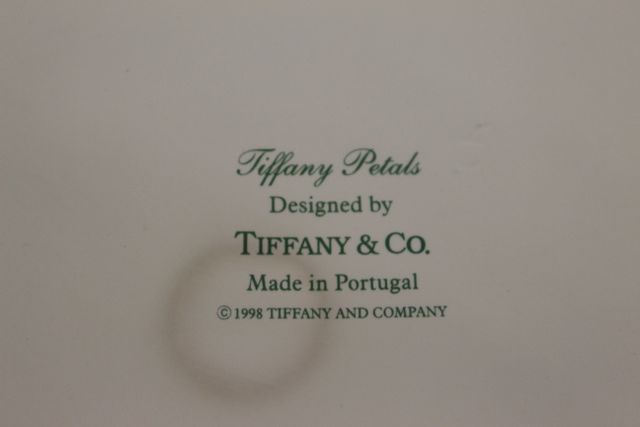 Tiffany Petals
Designed by
TIFFANY & CO.
Made in Portugal
© 1998 TIFFANY AND COMPANY